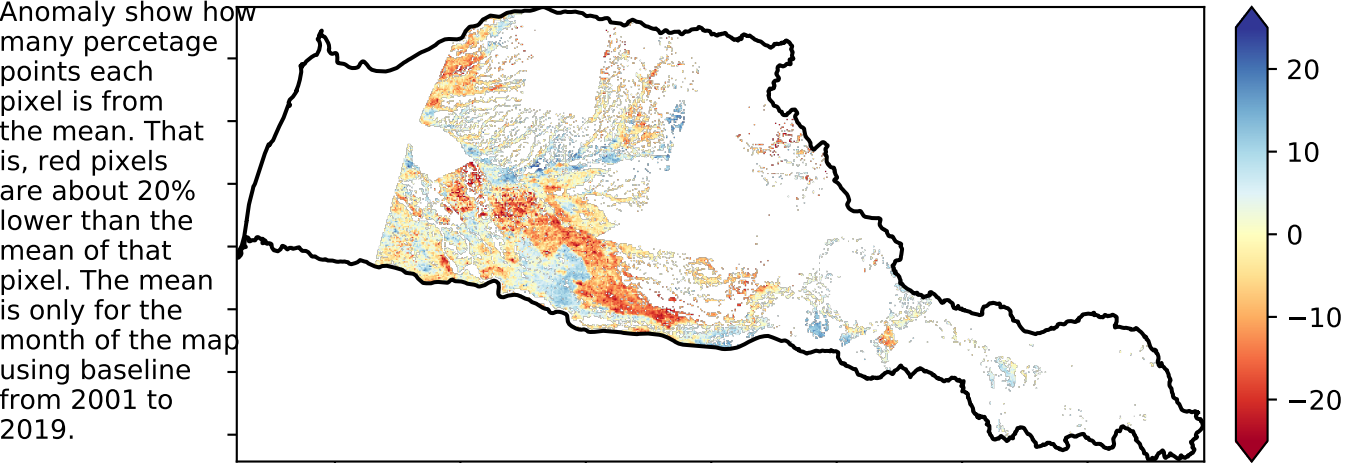 Anomaly show how
many percetage
points each
pixel is from
the mean. That
is, red pixels
are about 20%
lower than the
mean of that
pixel. The mean
is only for the
month of the map
using baseline
from 2001 to
2019.
20
10
0
−10
−20